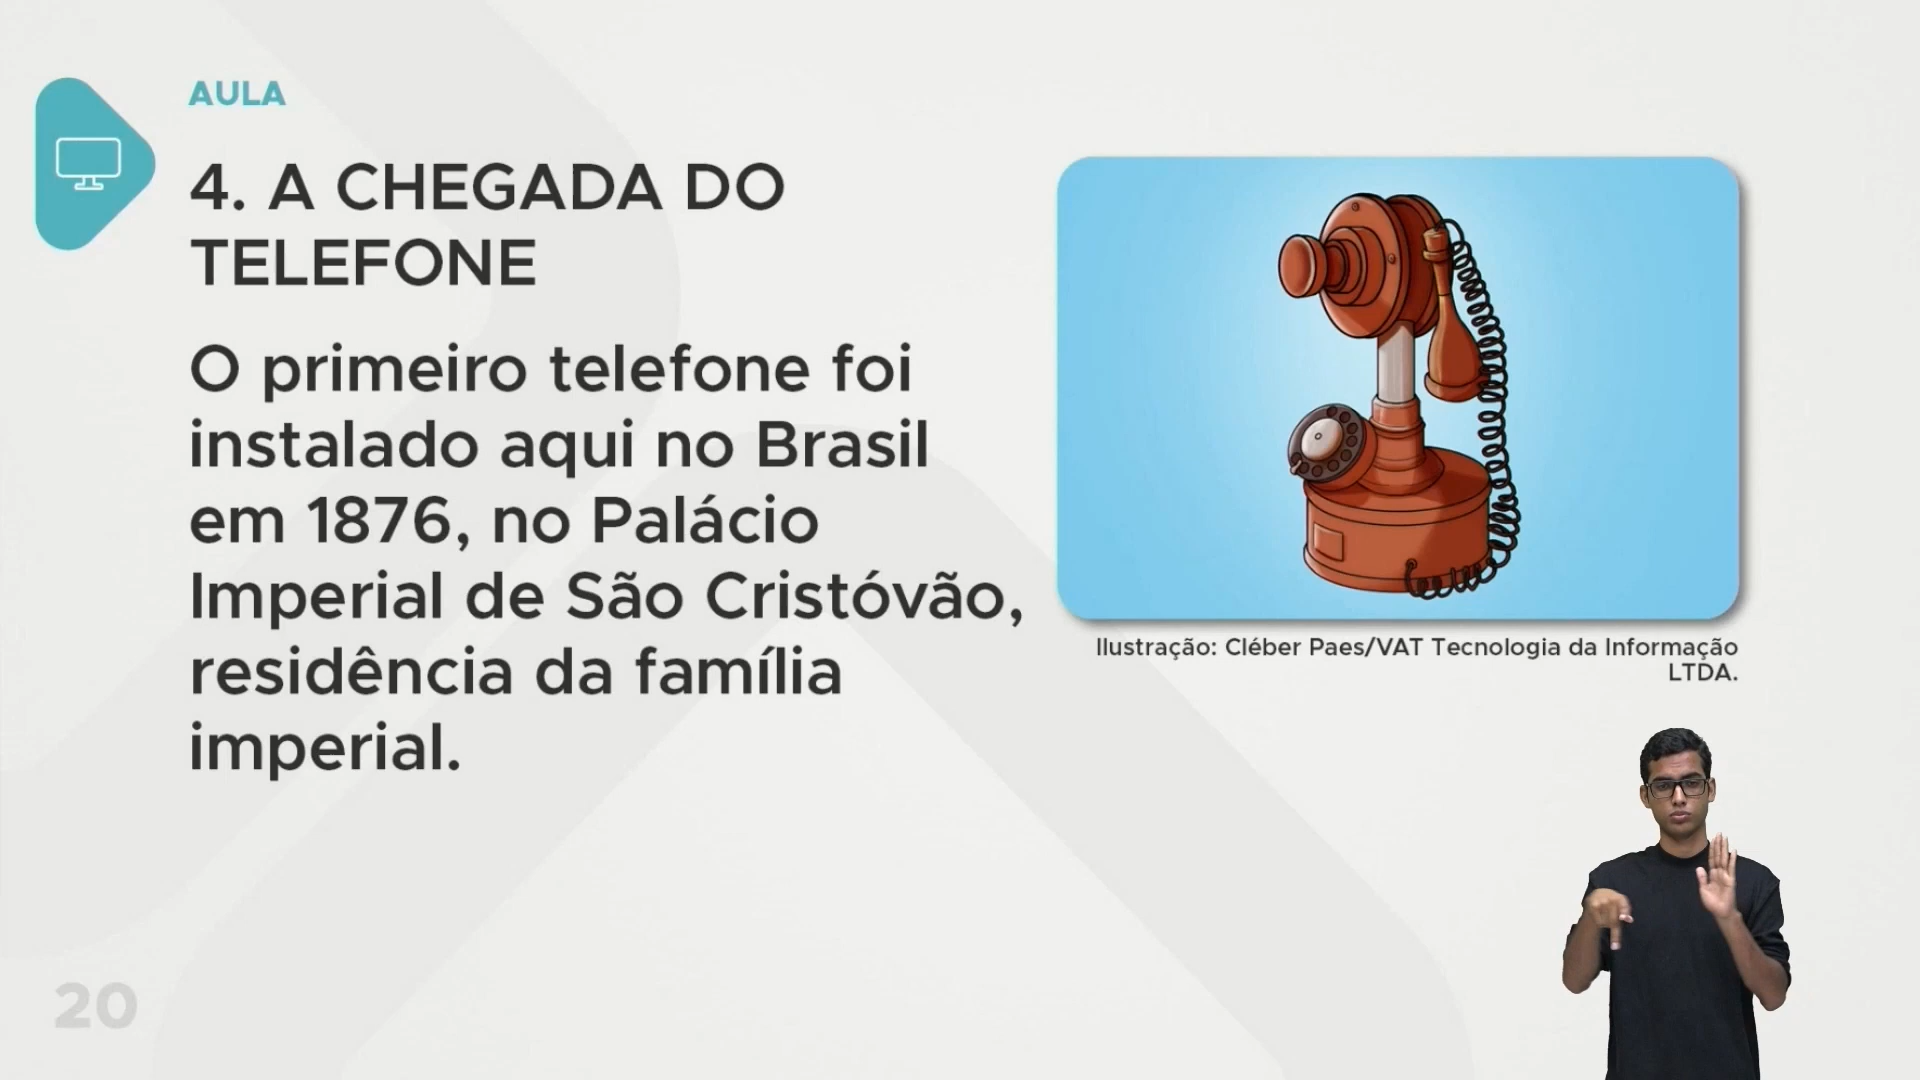 AULA
4. A CHEGADA DO
TELEFONE
O primeiro telefone foi
instalado aqui no Brasil
em 1876, no Palácio
Imperial de São Cristóvão,
residência da família
imperial.
Ilustração: Cléber Paes/VAT Tecnologia da Informação
LTDA.
20